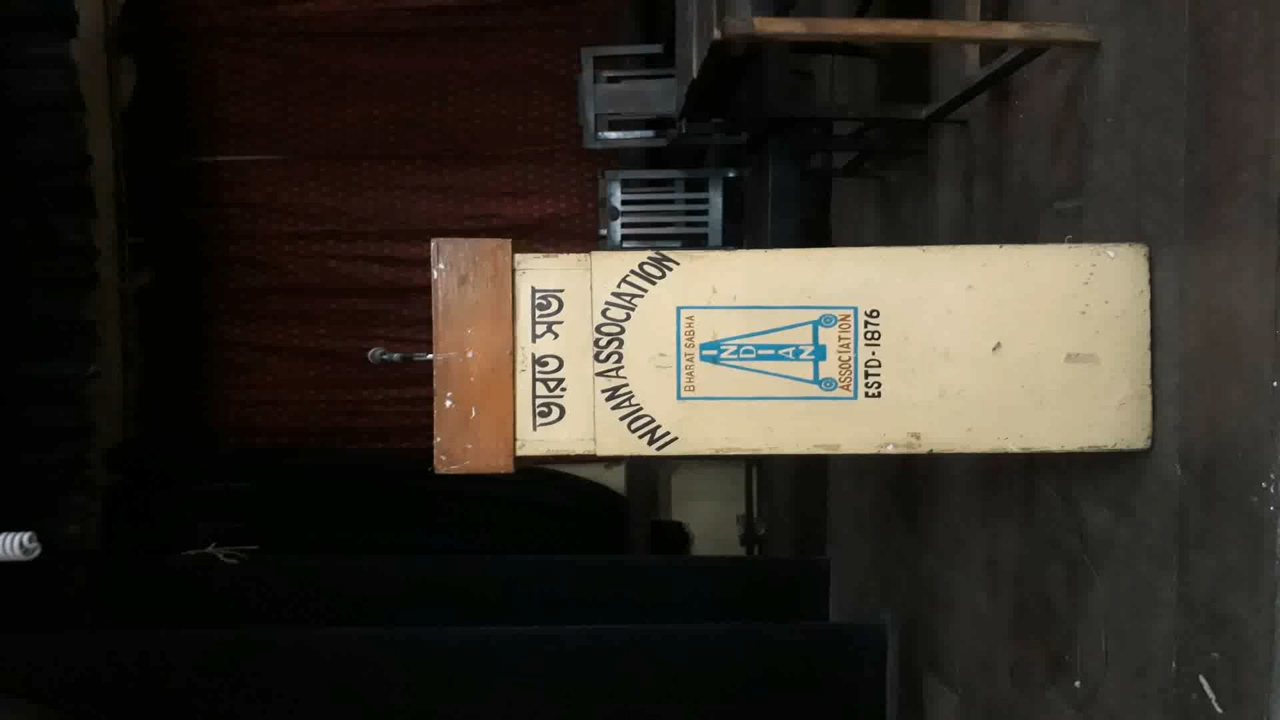 ভারত সভা
INDIAN ASSOCIATION
BHARAT SABHA
INDIAN
ASSOCIATION
ESTD-1876